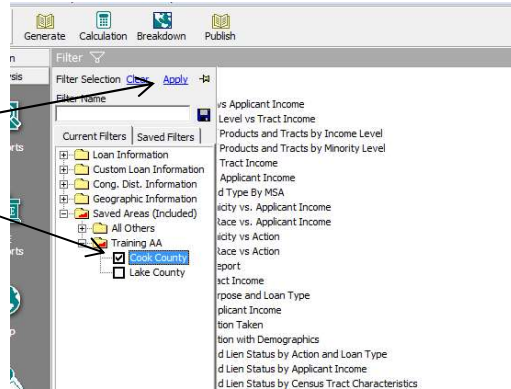 Generate Calculation Breakdown Publish
Filter
Filter Selection Clear Apply
Filter Name
Current Filters Saved Filters
Loan Information
Custom Loan Information
Cong. Dist. Information
Geographic Information
Saved Areas (Included)
All Others
Training AA
Cook County
Lake County
vs Applicant Income
Level vs Tract Income
Products and Tracts by Income Level
Products and Tracts by Minority Level
Tract Income
Applicant Income
d Type By MSA
icity vs. Applicant Income
Race vs. Applicant Income
icity vs Action
Race vs Action
eport
act Income
rpose and Loan Type
plicant Income
tion Taken
tion with Demographics
d Lien Status by Action and Loan Type
d Lien Status by Applicant Income
d Lien Status by Census Tract Characteristics